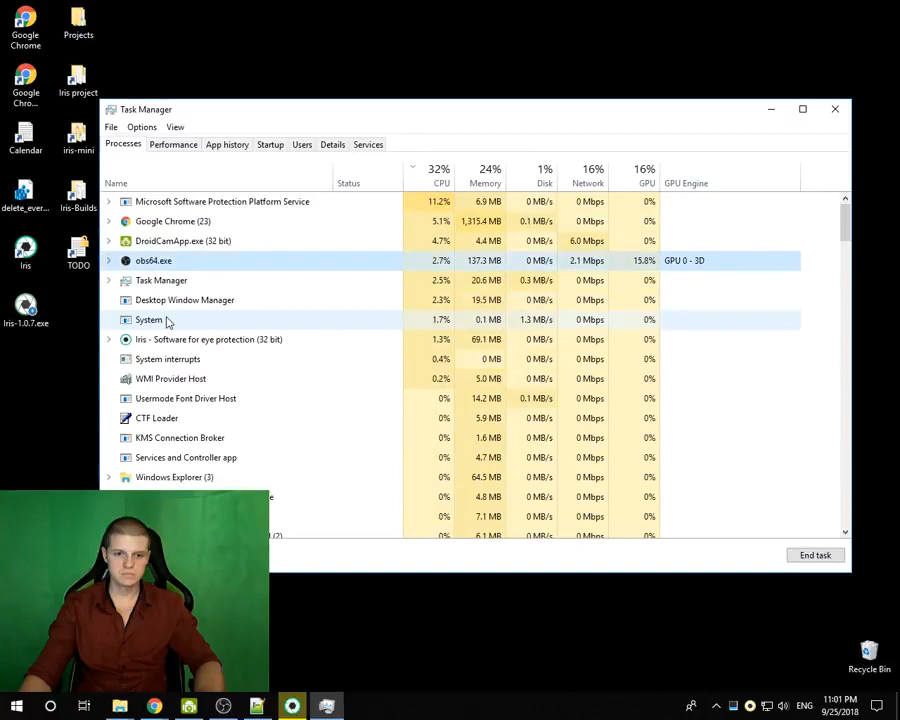 Google
Chrome
Projects
Google
Chro...
Iris project
Calendar
iris-mini
delete_ever...
Iris-Builds
Iris
TODO
Iris-1.0.7.exe
Task Manager
File Options View
Processes Performance App history Startup Users Details Services
32% 24% 1% 16% 16%
Name Status CPU Memory Disk Network GPU GPU Engine
Microsoft Software Protection Platform Service 11.2% 6.9 MB 0 MB/s 0 Mbps 0%
Google Chrome (23) 5.1% 1,315.4 MB 0.1 MB/s 0 Mbps 0%
DroidCamApp.exe (32 bit) 4.7% 4.4 MB 0 MB/s 6.0 Mbps 0%
obs64.exe 2.7% 137.3 MB 0 MB/s 2.1 Mbps 15.8% GPU 0 - 3D
Task Manager 2.5% 20.6 MB 0.3 MB/s 0 Mbps 0%
Desktop Window Manager 2.3% 19.5 MB 0 MB/s 0 Mbps 0%
System 1.7% 0.1 MB 1.3 MB/s 0 Mbps 0%
Iris - Software for eye protection (32 bit) 1.3% 69.1 MB 0 MB/s 0 Mbps 0%
System interrupts 0.4% 0 MB 0 MB/s 0 Mbps 0%
WMI Provider Host 0.2% 5.0 MB 0 MB/s 0 Mbps 0%
Usermode Font Driver Host 0% 14.2 MB 0.1 MB/s 0 Mbps 0%
CTF Loader 0% 5.9 MB 0 MB/s 0 Mbps 0%
KMS Connection Broker 0% 1.6 MB 0 MB/s 0 Mbps 0%
Services and Controller app 0% 4.7 MB 0 MB/s 0 Mbps 0%
Windows Explorer (3) 0% 64.5 MB 0 MB/s 0 Mbps 0%
e 0% 4.8 MB 0 MB/s 0 Mbps 0%
0% 7.1 MB 0 MB/s 0 Mbps 0%
(2) 0% 6.1 MB 0 MB/s 0 Mbps 0%
End task
Recycle Bin
ENG
11:01 PM
9/25/2018